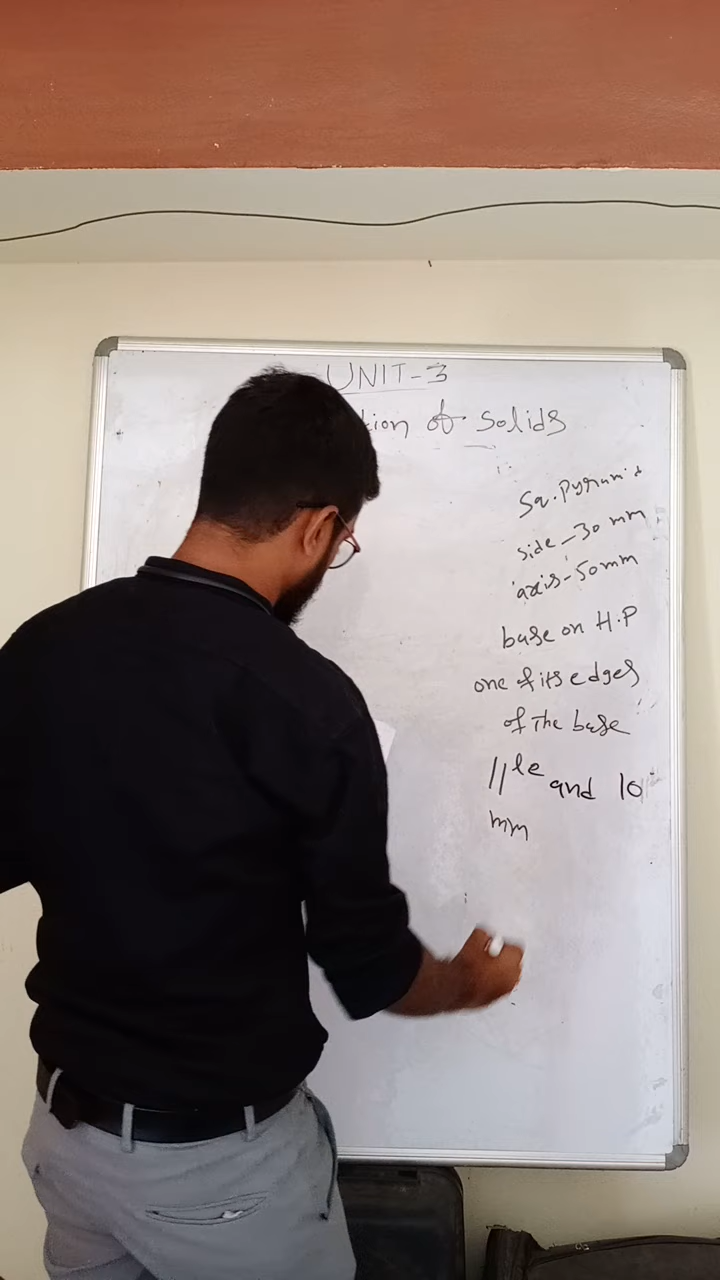 UNIT-3
tion of Solids
Sq. Pyramid
side - 30 mm
axis - 50mm
base on H.P
one of its edges
of the base
//le and 10
mm